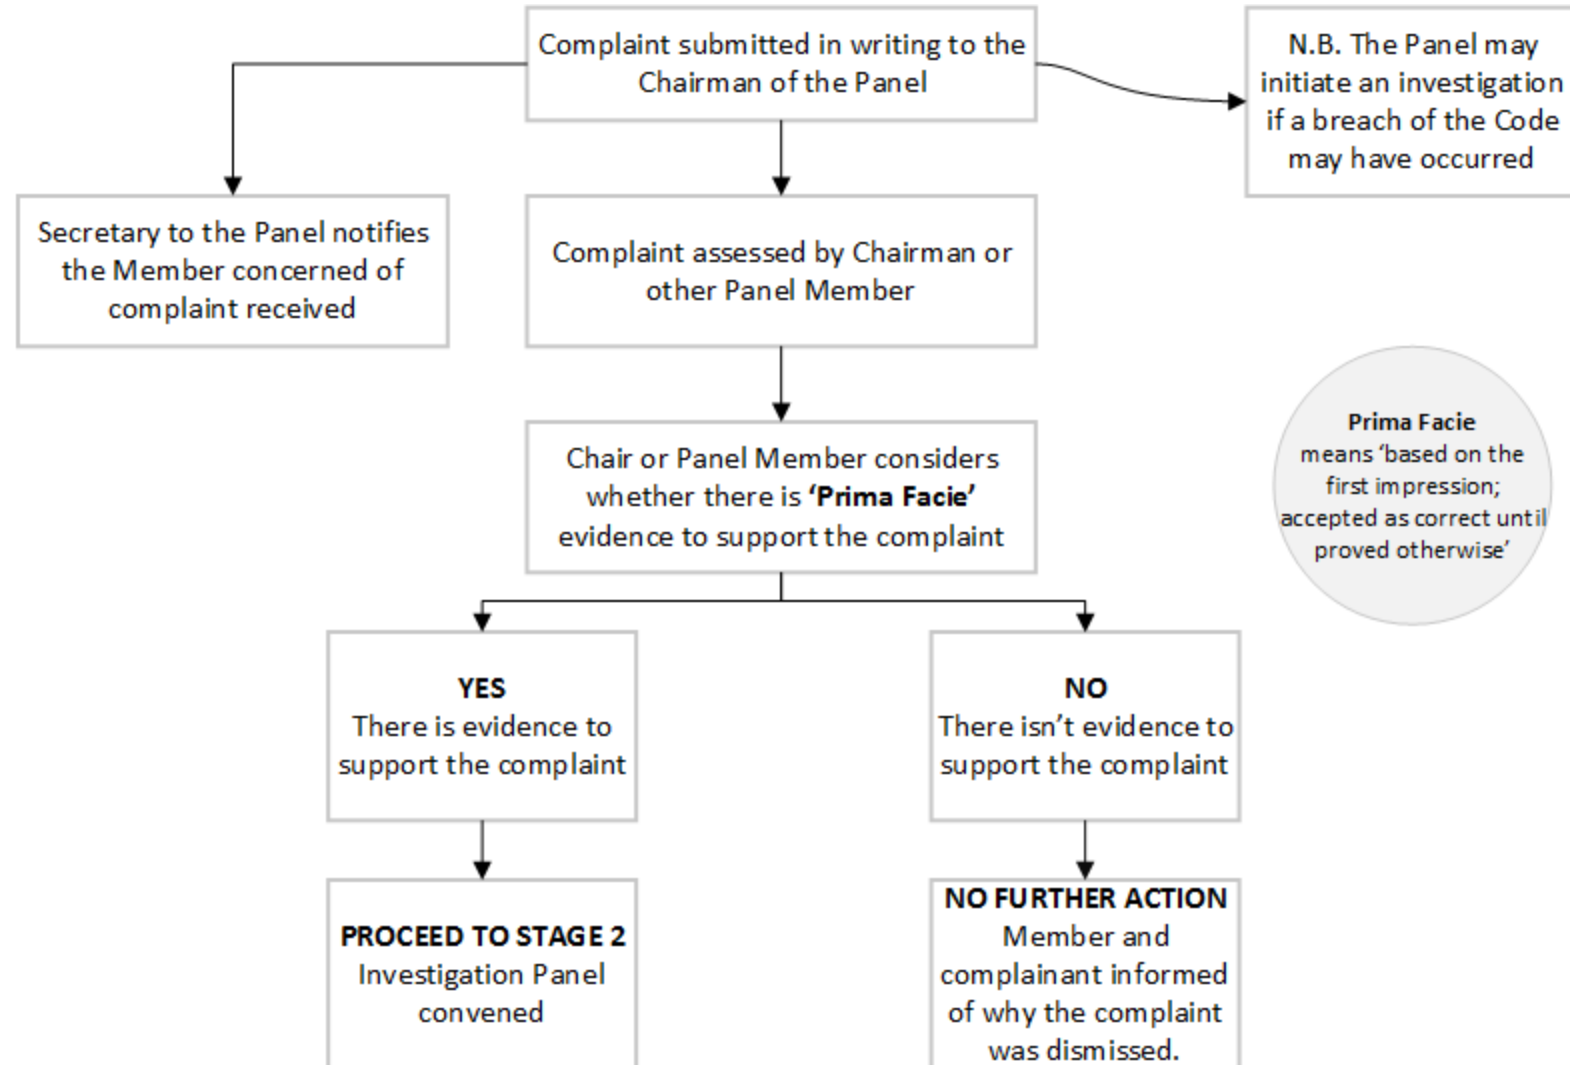 Complaint submitted in writing to the
Chairman of the Panel
N.B. The Panel may
initiate an investigation
if a breach of the Code
may have occurred
Secretary to the Panel notifies
the Member concerned of
complaint received
Complaint assessed by Chairman or
other Panel Member
Chair or Panel Member considers
whether there is ‘Prima Facie’
evidence to support the complaint
Prima Facie
means ‘based on the
first impression;
accepted as correct until
proved otherwise’
YES
There is evidence to
support the complaint
NO
There isn’t evidence to
support the complaint
PROCEED TO STAGE 2
Investigation Panel
convened
NO FURTHER ACTION
Member and
complainant informed
of why the complaint
was dismissed.